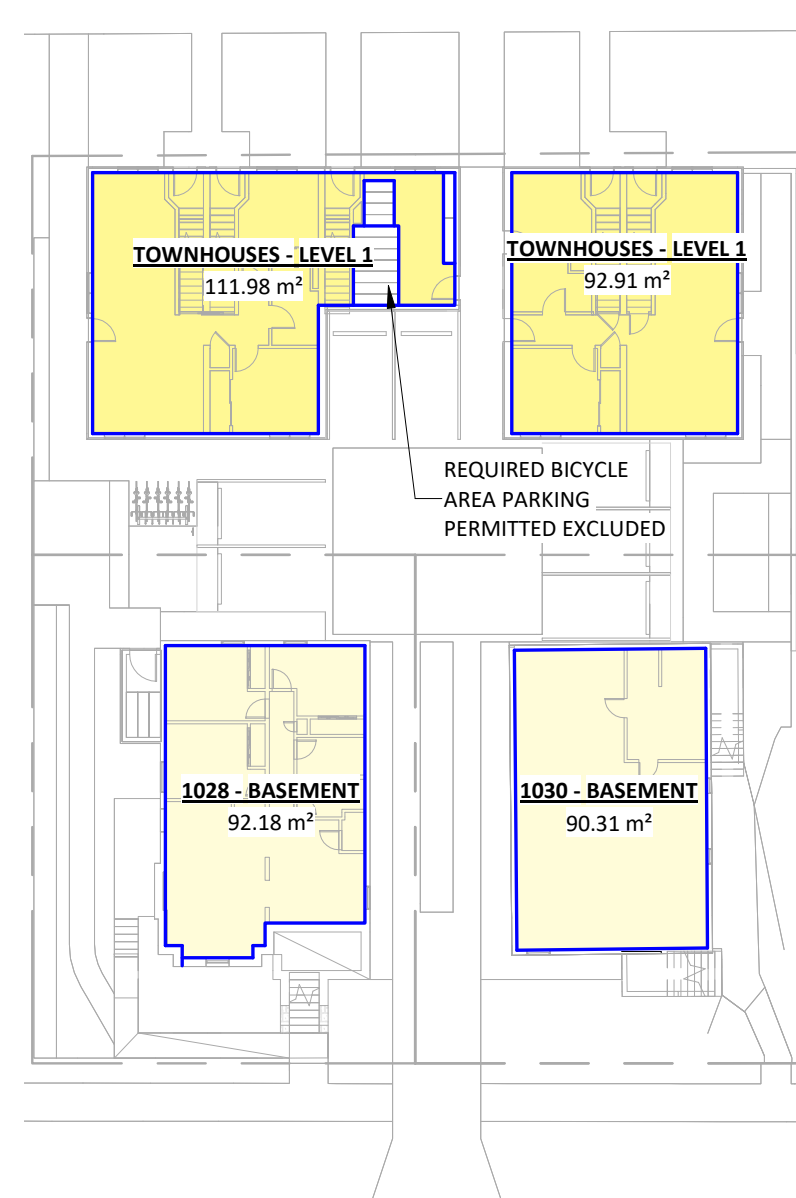 TOWNHOUSES - LEVEL 1
111.98 m²
TOWNHOUSES - LEVEL 1
92.91 m²
REQUIRED BICYCLE
AREA PARKING
PERMITTED EXCLUDED
1028 - BASEMENT
92.18 m²
1030 - BASEMENT
90.31 m²